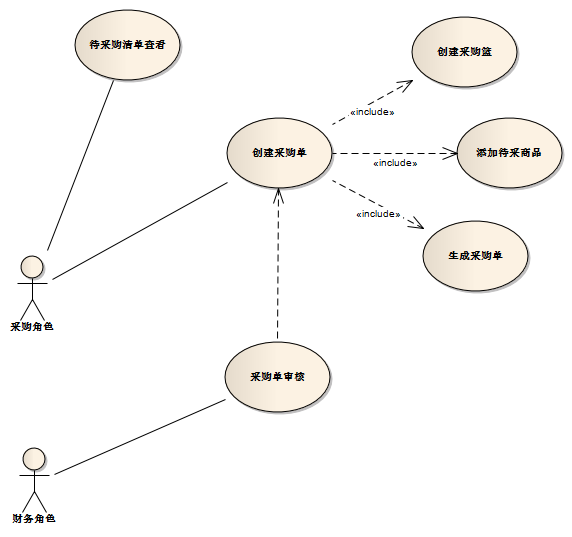 待采购清单查看
创建采购篮
«include»
创建采购单
添加待采商品
«include»
«include»
生成采购单
采购角色
采购单审核
财务角色